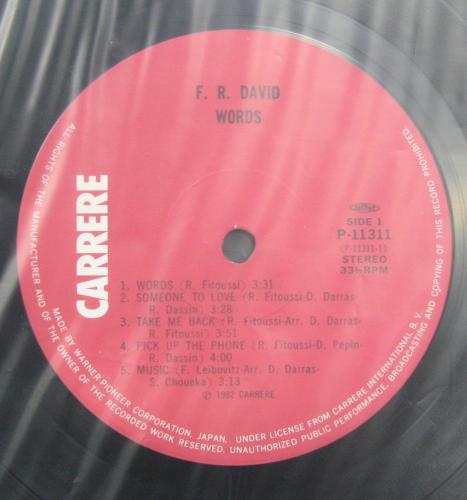 F. R. DAVID
WORDS
CARRERE
SIDE 1
P-11311
(P-11311-1)
STEREO
33⅓RPM
1. WORDS (R. Fitoussi) 3:31
2. SOMEONE TO LOVE (R. Fitoussi-D. Darras-
R. Dassin) 3:28
3. TAKE ME BACK (R. Fitoussi-Arr. D. Darras-
R. Fitoussi) 3:51
4. PICK UP THE PHONE (R. Fitoussi-D. Pepin-
R. Dassin) 4:00
5. MUSIC (F. Leibovitz-Arr. D. Darras-
S. Choueka) 3:13
℗ 1982 CARRERE
ALL RIGHTS OF THE MANUFACTURER AND OF THE OWNER OF THE RECORDED WORK RESERVED. UNAUTHORIZED PUBLIC PERFORMANCE, BROADCASTING AND COPYING OF THIS RECORD PROHIBITED
MADE BY WARNER PIONEER CORPORATION, JAPAN, UNDER LICENSE FROM CARRERE INTERNATIONAL B.V.